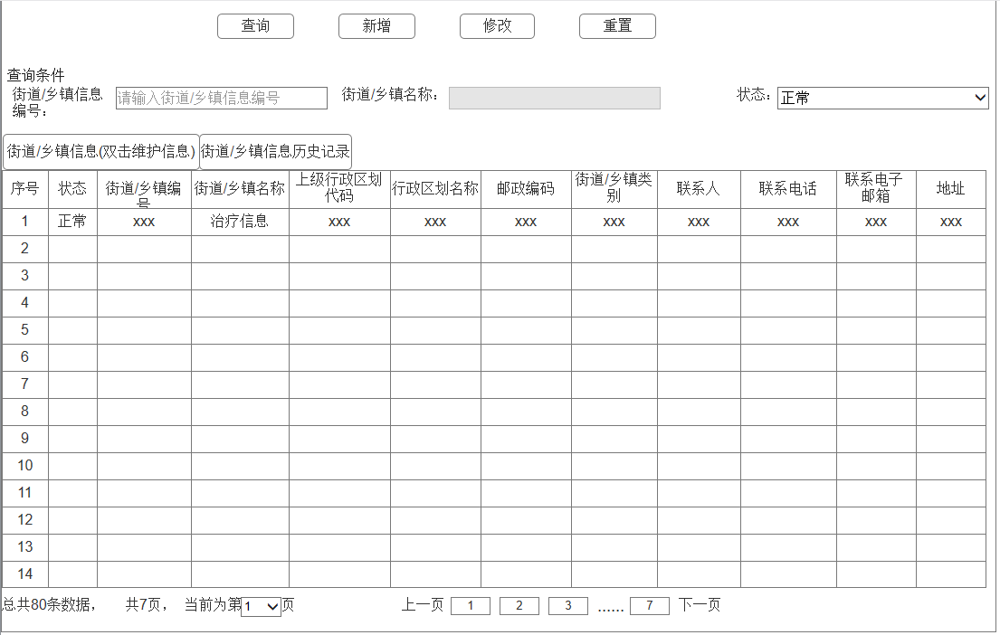 查询 新增 修改 重置
查询条件
街道/乡镇信息编号： 请输入街道/乡镇信息编号 街道/乡镇名称： 状态： 正常
街道/乡镇信息(双击维护信息) 街道/乡镇信息历史记录
序号 状态 街道/乡镇编号 街道/乡镇名称 上级行政区划代码 行政区划名称 邮政编码 街道/乡镇类别 联系人 联系电话 联系电子邮箱 地址
1 正常 xxx 治疗信息 xxx xxx xxx xxx xxx xxx xxx xxx
2
3
4
5
6
7
8
9
10
11
12
13
14
总共80条数据， 共7页， 当前为第 1 页 上一页 1 2 3 …… 7 下一页